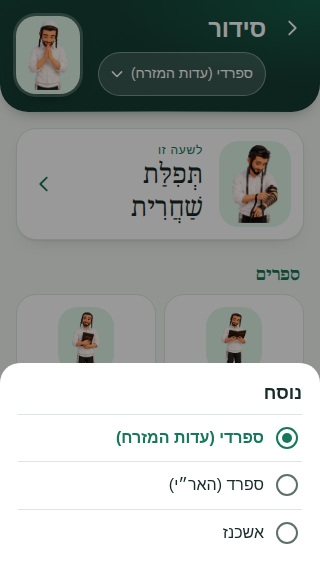 סידור
ספרדי (עדות המזרח)
לשעה זו
תְּפִלַּת
שַׁחֲרִית
ספרים
נוסח
ספרדי (עדות המזרח)
ספרד (האר״י)
אשכנז